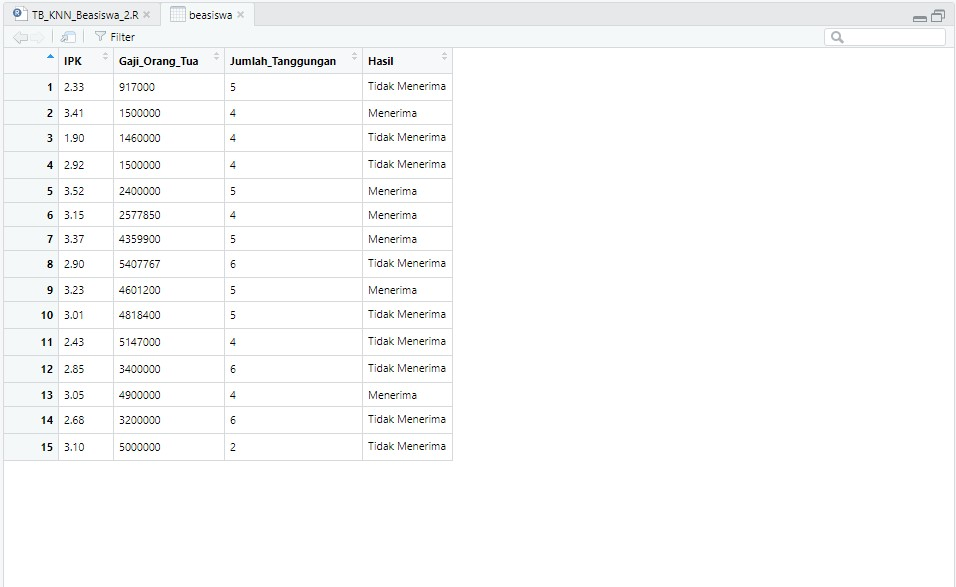 TB_KNN_Beasiswa_2.R beasiswa
Filter
IPK Gaji_Orang_Tua Jumlah_Tanggungan Hasil
1 2.33 917000 5 Tidak Menerima
2 3.41 1500000 4 Menerima
3 1.90 1460000 4 Tidak Menerima
4 2.92 1500000 4 Tidak Menerima
5 3.52 2400000 5 Menerima
6 3.15 2577850 4 Menerima
7 3.37 4359900 5 Menerima
8 2.90 5407767 6 Tidak Menerima
9 3.23 4601200 5 Menerima
10 3.01 4818400 5 Tidak Menerima
11 2.43 5147000 4 Tidak Menerima
12 2.85 3400000 6 Tidak Menerima
13 3.05 4900000 4 Menerima
14 2.68 3200000 6 Tidak Menerima
15 3.10 5000000 2 Tidak Menerima